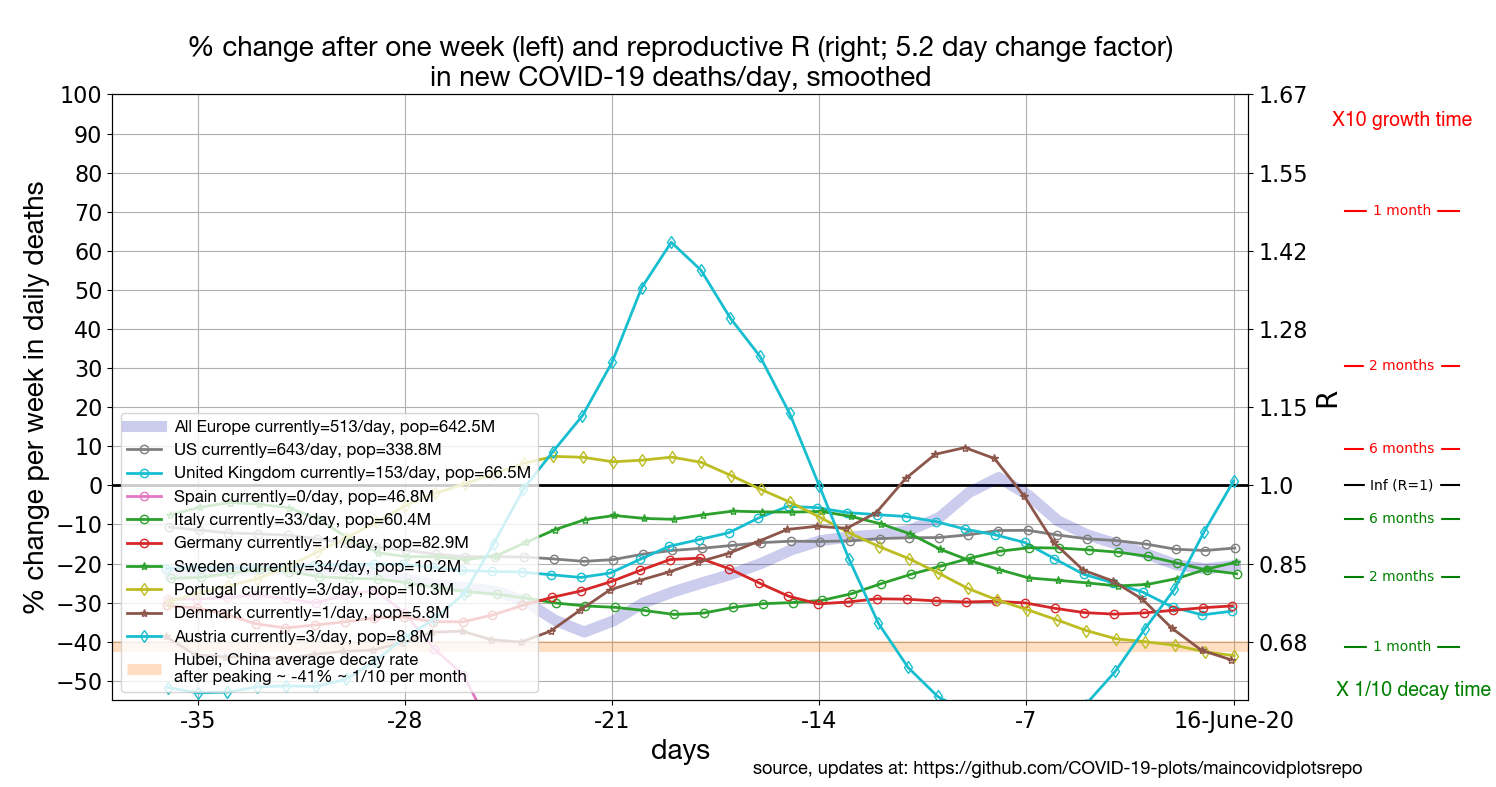 % change after one week (left) and reproductive R (right; 5.2 day change factor)
in new COVID-19 deaths/day, smoothed
% change per week in daily deaths
100
90
80
70
60
50
40
30
20
10
0
−10
−20
−30
−40
−50
All Europe currently=513/day, pop=642.5M
US currently=643/day, pop=338.8M
United Kingdom currently=153/day, pop=66.5M
Spain currently=0/day, pop=46.8M
Italy currently=33/day, pop=60.4M
Germany currently=11/day, pop=82.9M
Sweden currently=34/day, pop=10.2M
Portugal currently=3/day, pop=10.3M
Denmark currently=1/day, pop=5.8M
Austria currently=3/day, pop=8.8M
Hubei, China average decay rate
after peaking ~ -41% ~ 1/10 per month
-35
-28
-21
-14
-7
16-June-20
days
1.67
1.55
1.42
1.28
1.15
1.0
0.85
0.68
R
X10 growth time
1 month
2 months
6 months
Inf (R=1)
6 months
2 months
1 month
X 1/10 decay time
source, updates at: https://github.com/COVID-19-plots/maincovidplotsrepo